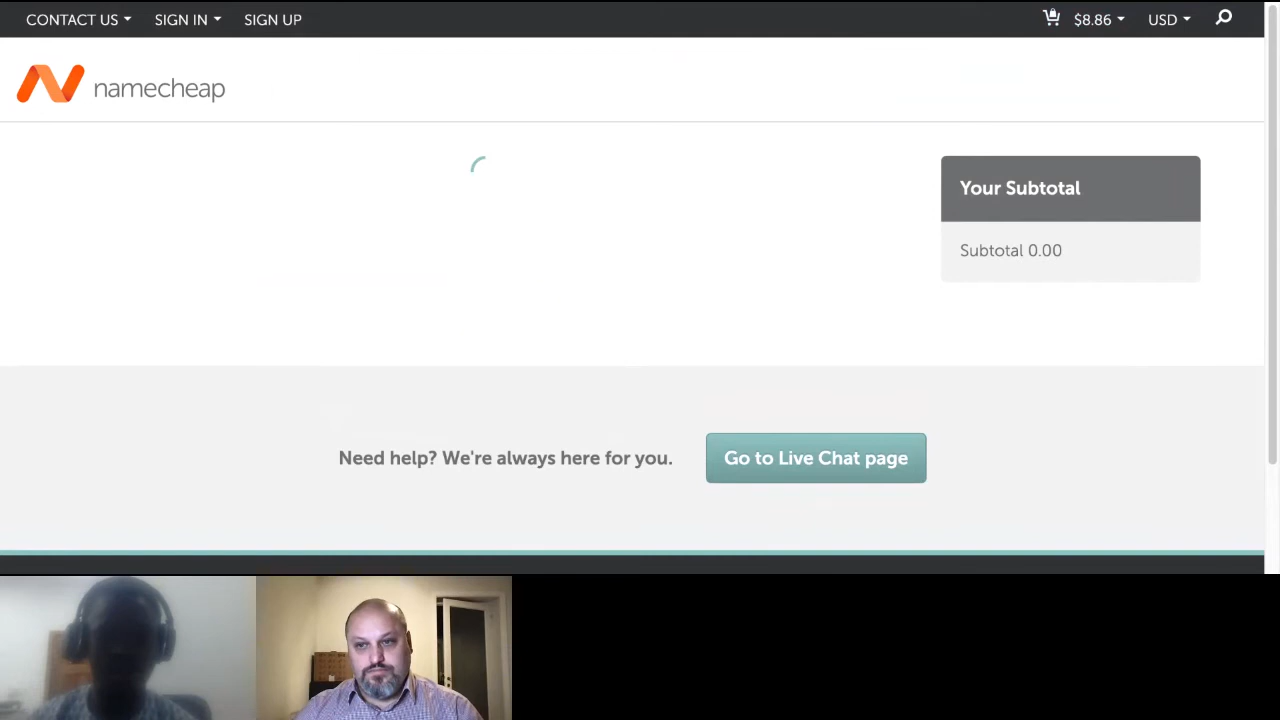 CONTACT US SIGN IN SIGN UP $8.86 USD
namecheap
Your Subtotal
Subtotal 0.00
Need help? We're always here for you. Go to Live Chat page